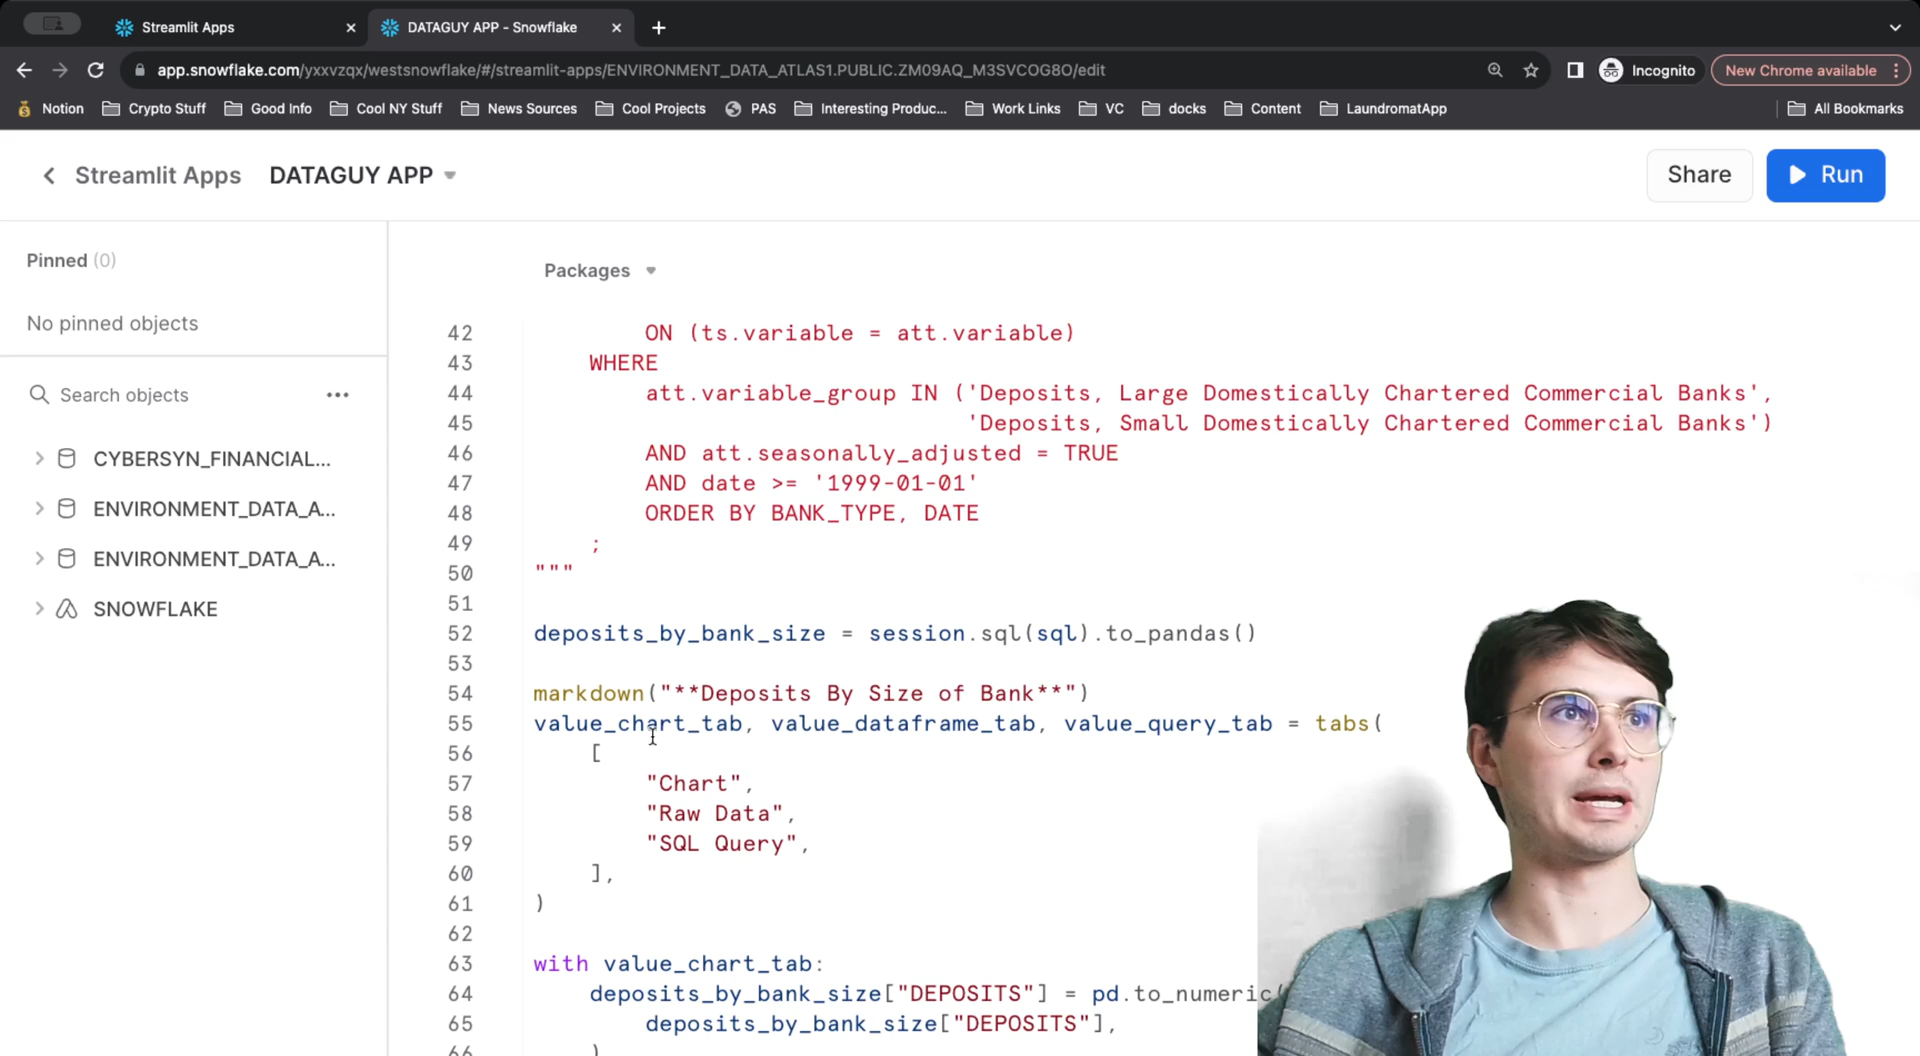 Streamlit Apps
DATAGUY APP - Snowflake
app.snowflake.com/yxxvzqx/westsnowflake/#/streamlit-apps/ENVIRONMENT_DATA_ATLAS1.PUBLIC.ZM09AQ_M3SVCOG8O/edit
Incognito
New Chrome available
Notion
Crypto Stuff
Good Info
Cool NY Stuff
News Sources
Cool Projects
PAS
Interesting Produc...
Work Links
VC
docks
Content
LaundromatApp
All Bookmarks
Streamlit Apps
DATAGUY APP
Share
Run
Pinned (0)
No pinned objects
Search objects
CYBERSYN_FINANCIAL...
ENVIRONMENT_DATA_A...
ENVIRONMENT_DATA_A...
SNOWFLAKE
Packages
42 ON (ts.variable = att.variable)
43 WHERE
44 att.variable_group IN ('Deposits, Large Domestically Chartered Commercial Banks',
45 'Deposits, Small Domestically Chartered Commercial Banks')
46 AND att.seasonally_adjusted = TRUE
47 AND date >= '1999-01-01'
48 ORDER BY BANK_TYPE, DATE
49 ;
50 """
51
52 deposits_by_bank_size = session.sql(sql).to_pandas()
53
54 markdown("**Deposits By Size of Bank**")
55 value_chart_tab, value_dataframe_tab, value_query_tab = tabs(
56 [
57 "Chart",
58 "Raw Data",
59 "SQL Query",
60 ],
61 )
62
63 with value_chart_tab:
64 deposits_by_bank_size["DEPOSITS"] = pd.to_numeric(
65 deposits_by_bank_size["DEPOSITS"],
66 )